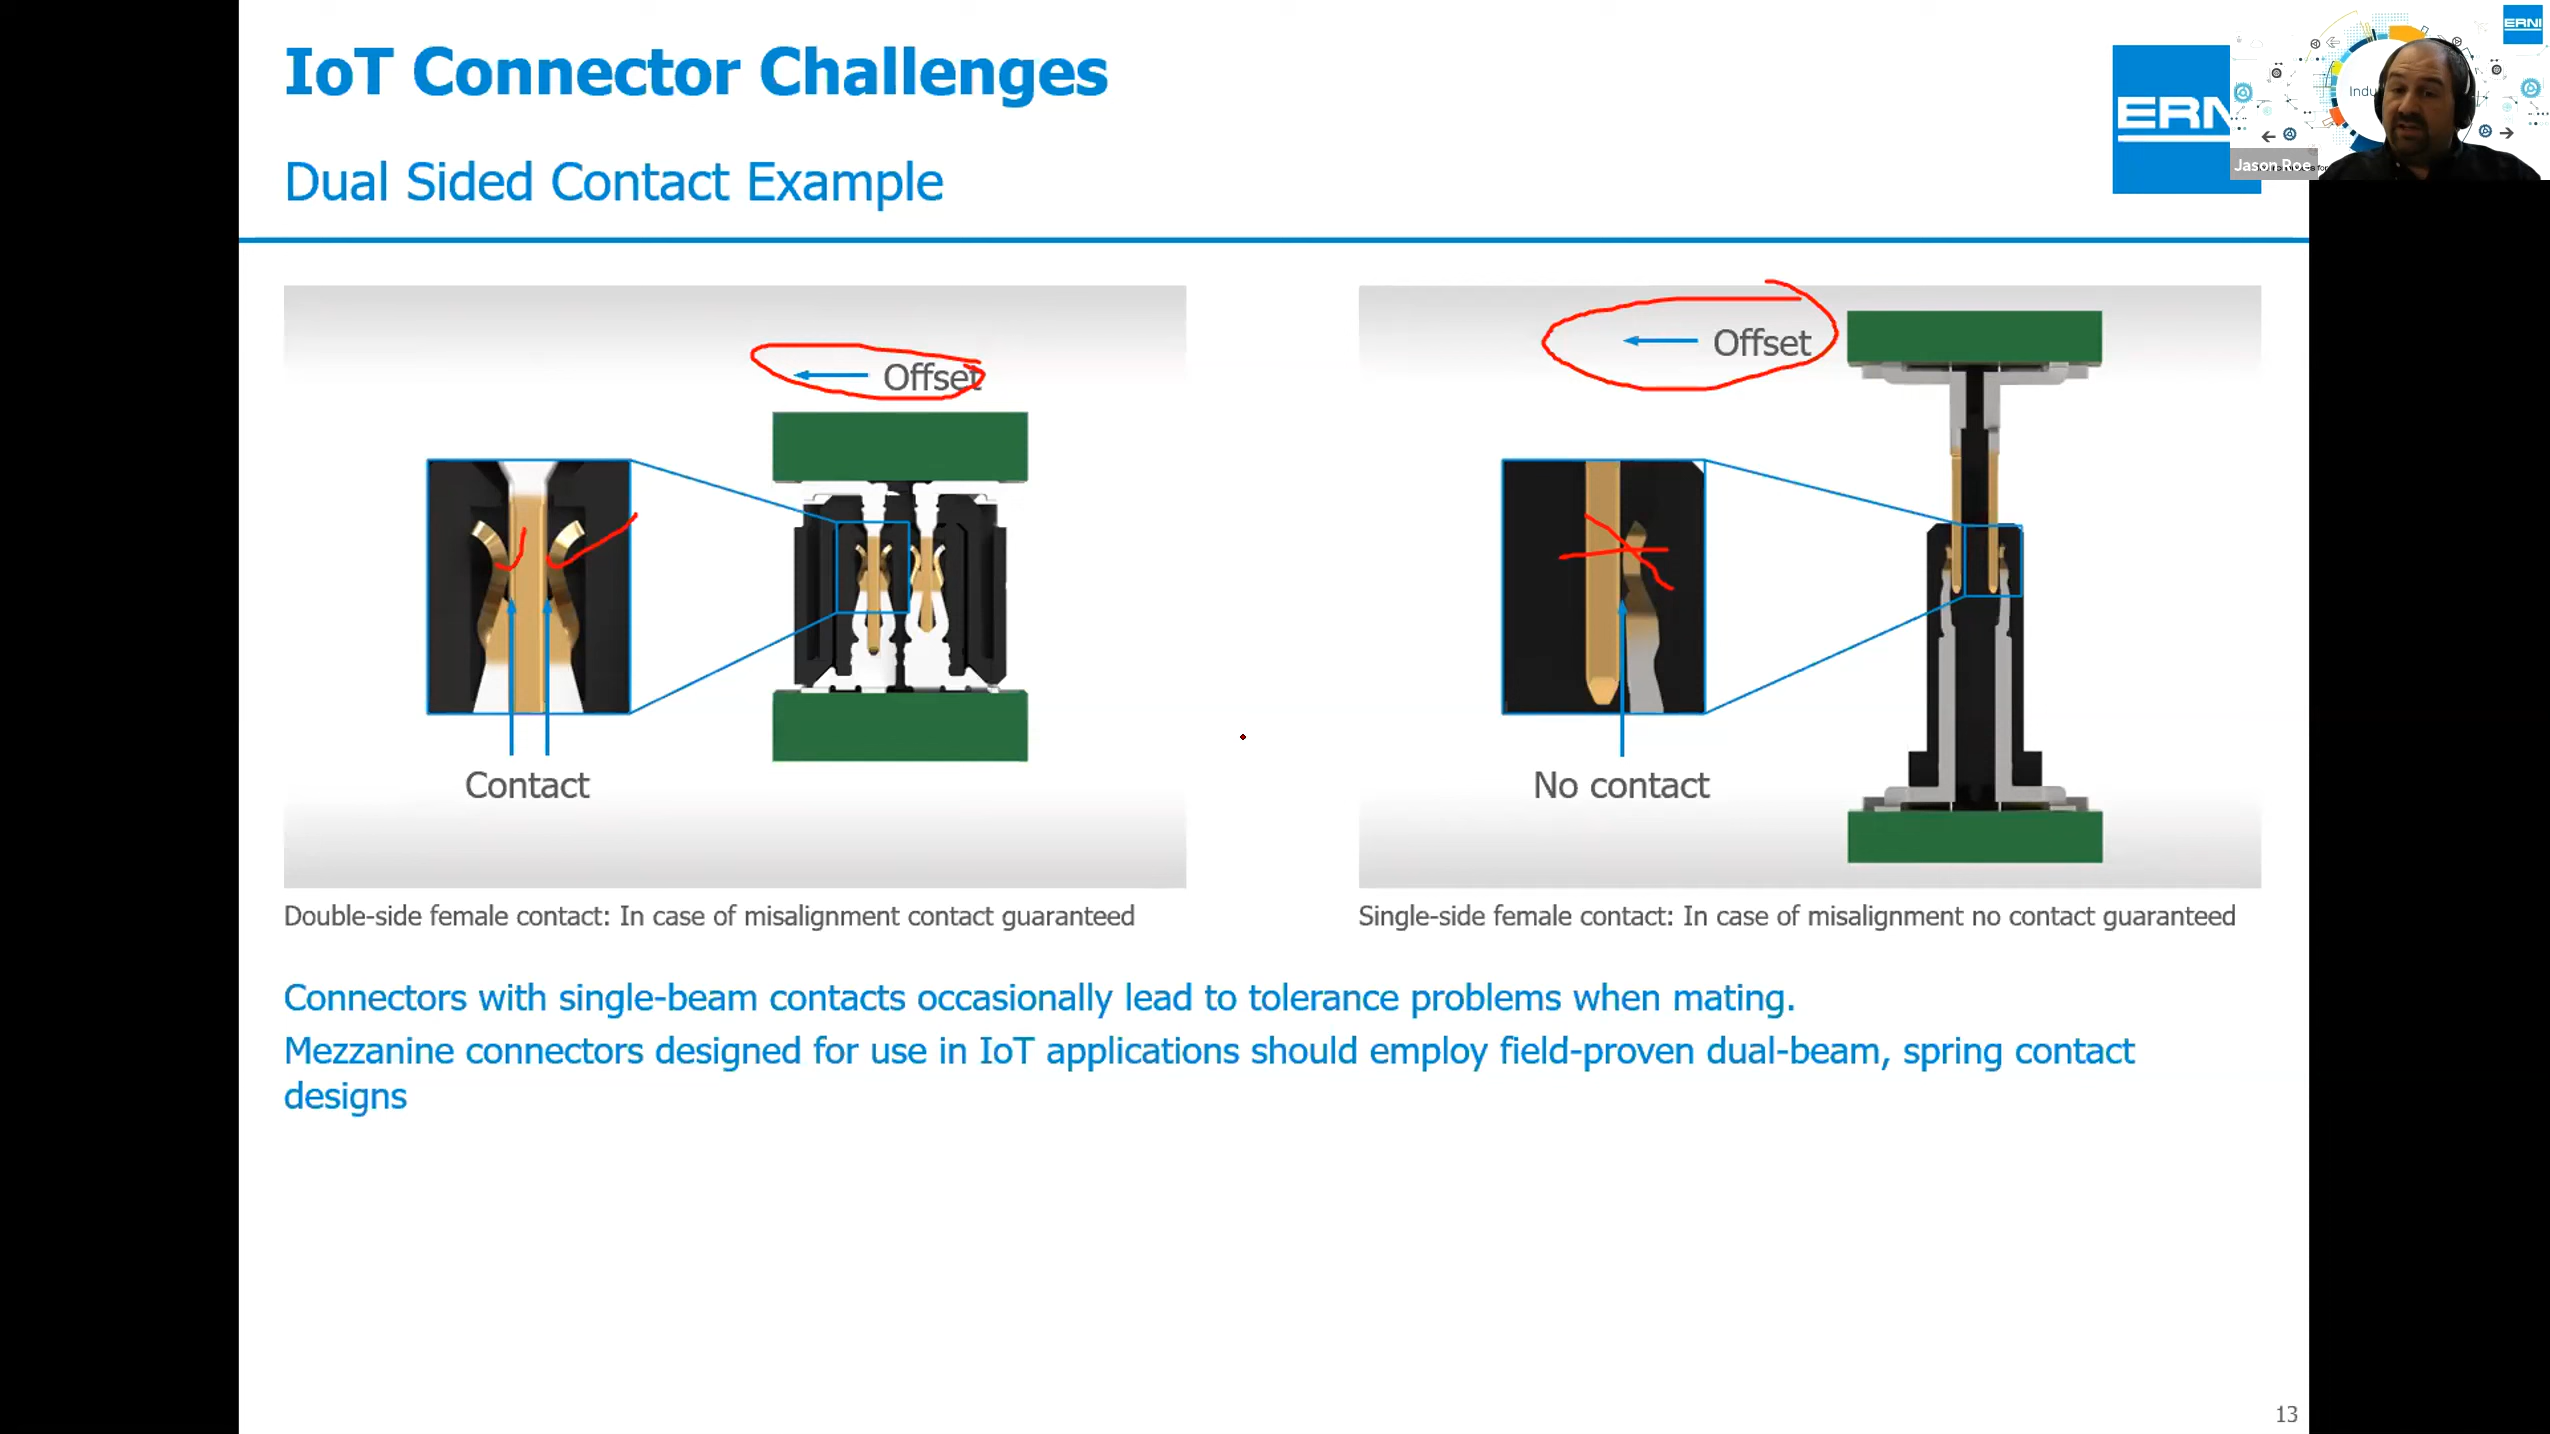 IoT Connector Challenges
Dual Sided Contact Example
ERNI
Jason Roe
Offset
Contact
Double-side female contact: In case of misalignment contact guaranteed
Offset
No contact
Single-side female contact: In case of misalignment no contact guaranteed
Connectors with single-beam contacts occasionally lead to tolerance problems when mating.
Mezzanine connectors designed for use in IoT applications should employ field-proven dual-beam, spring contact
designs
13